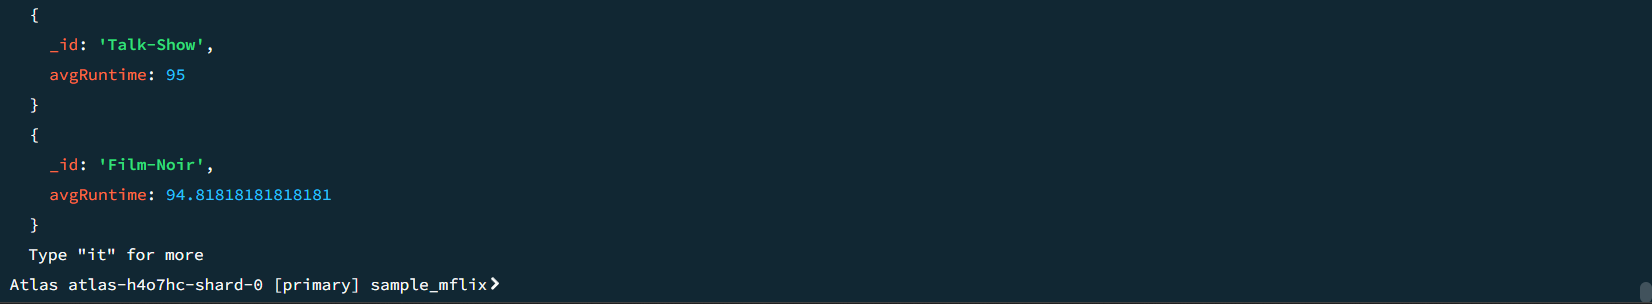 {
_id: 'Talk-Show',
avgRuntime: 95
}
{
_id: 'Film-Noir',
avgRuntime: 94.81818181818181
}
Type "it" for more
Atlas atlas-h4o7hc-shard-0 [primary] sample_mflix>